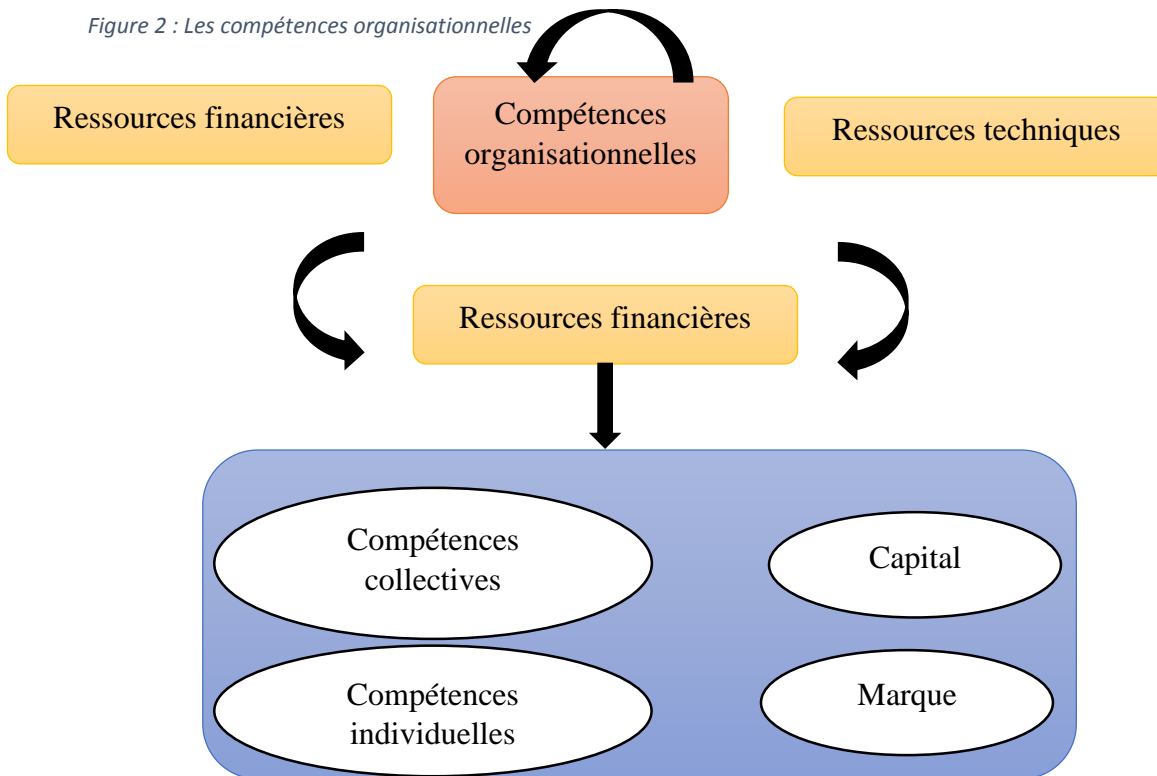 Figure 2 : Les compétences organisationnelles
Ressources financières
Compétences
organisationnelles
Ressources techniques
Ressources financières
Compétences
collectives
Capital
Compétences
individuelles
Marque